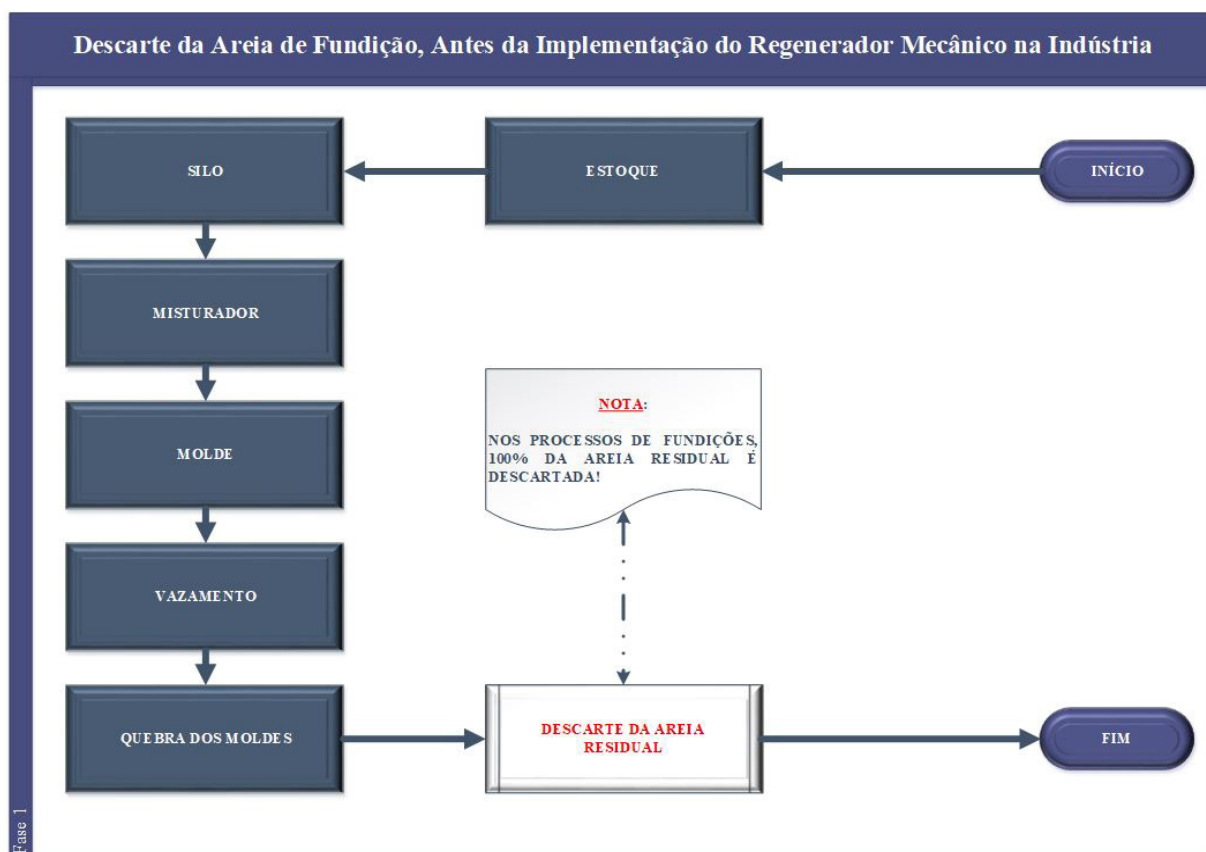 Descarte da Areia de Fundição, Antes da Implementação do Regenerador Mecânico na Indústria
SILO
ESTOQUE
INÍCIO
MISTURADOR
NOTA:
NOS PROCESSOS DE FUNDIÇÕES,
100% DA AREIA RESIDUAL É
DESCARTADA!
MOLDE
VAZAMENTO
QUEBRA DOS MOLDES
DESCARTE DA AREIA
RESIDUAL
FIM
Fase 1